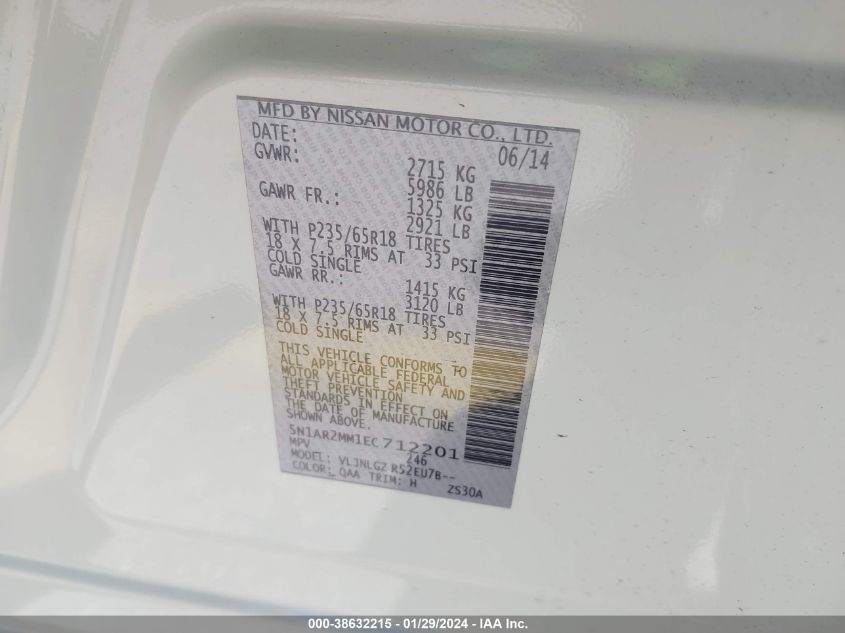 MFD BY NISSAN MOTOR CO., LTD.
DATE: 06/14
GVWR: 2715 KG
5986 LB
GAWR FR.: 1325 KG
2921 LB
WITH P235/65R18 TIRES
18 X 7.5 RIMS AT 33 PSI
COLD SINGLE
GAWR RR.: 1415 KG
3120 LB
WITH P235/65R18 TIRES
18 X 7.5 RIMS AT 33 PSI
COLD SINGLE
THIS VEHICLE CONFORMS TO
ALL APPLICABLE FEDERAL
MOTOR VEHICLE SAFETY AND
THEFT PREVENTION
STANDARDS IN EFFECT ON
THE DATE OF MANUFACTURE
SHOWN ABOVE.
5N1AR2MM1EC712201
MPV 246
MODEL: VLJNLGZ R52EU7B--
COLOR: QAA TRIM: H ZS30A
000-38632215 - 01/29/2024 - IAA Inc.